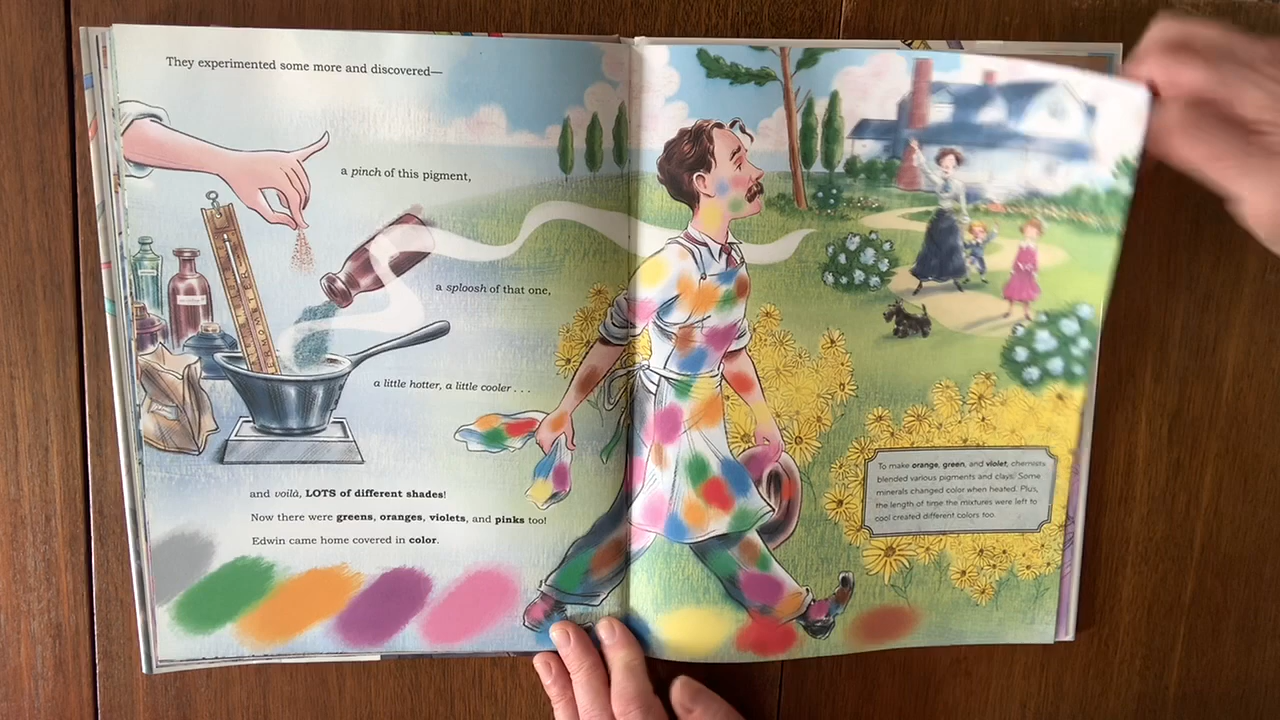 They experimented some more and discovered—
a pinch of this pigment,
a sploosh of that one,
a little hotter, a little cooler . . .
and voilà, LOTS of different shades!
Now there were greens, oranges, violets, and pinks too!
Edwin came home covered in color.
To make orange, green, and violet, chemists
blended various pigments and clays. Some
minerals changed color when heated. Plus,
the length of time the mixtures were left to
cool created different colors too.